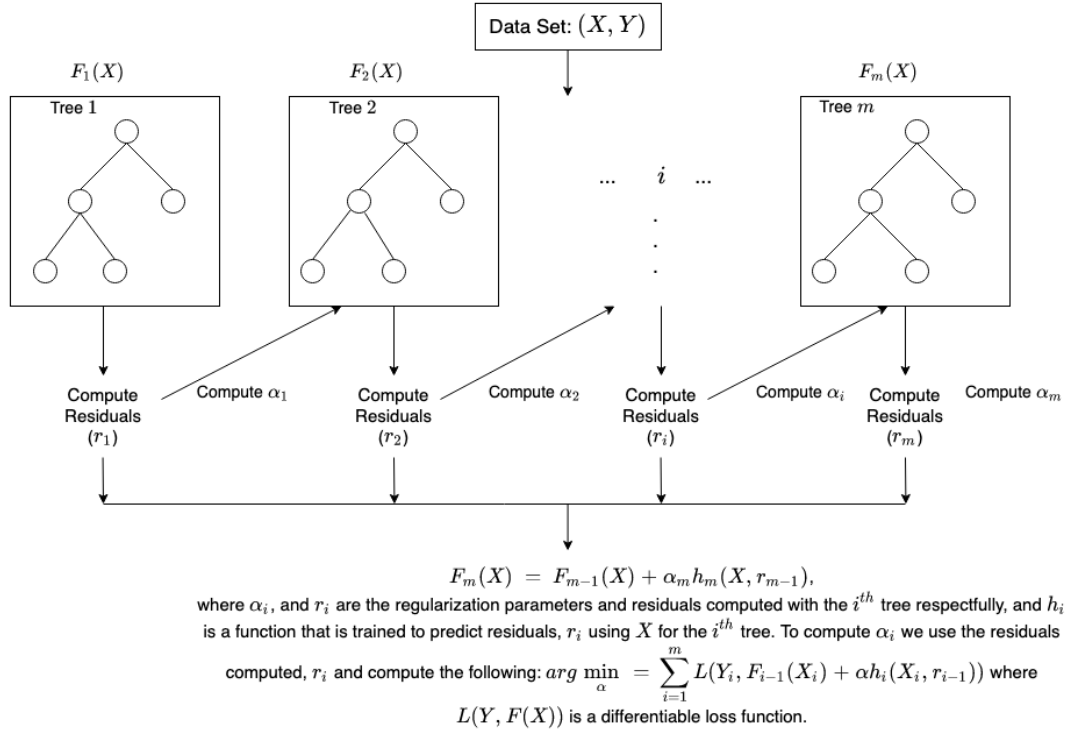 Data Set: (X, Y)
F₁(X)
F₂(X)
Fₘ(X)
Tree 1
Tree 2
Tree m
... i ...
.
.
.
Compute
Residuals
(r₁)
Compute α₁
Compute
Residuals
(r₂)
Compute α₂
Compute
Residuals
(rᵢ)
Compute αᵢ
Compute
Residuals
(rₘ)
Compute αₘ
Fₘ(X) = Fₘ₋₁(X) + αₘhₘ(X, rₘ₋₁),
where αᵢ, and rᵢ are the regularization parameters and residuals computed with the iᵗʰ tree respectfully, and hᵢ
is a function that is trained to predict residuals, rᵢ using X for the iᵗʰ tree. To compute αᵢ we use the residuals
computed, rᵢ and compute the following: arg min_α = ∑_{i=1}^{m} L(Yᵢ, Fᵢ₋₁(Xᵢ) + αhᵢ(Xᵢ, rᵢ₋₁)) where
L(Y, F(X)) is a differentiable loss function.